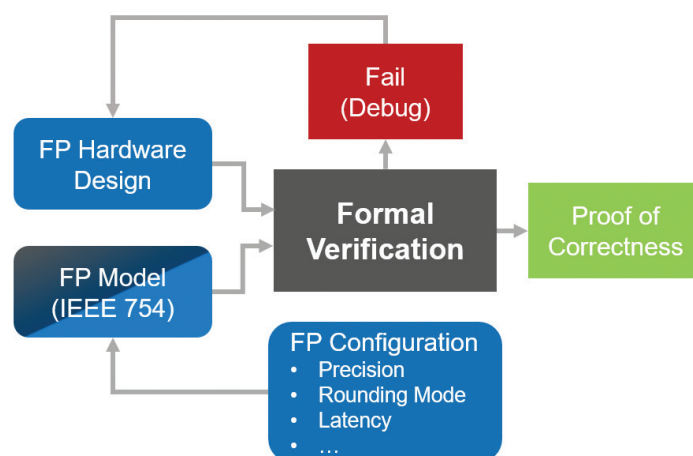 Fail
(Debug)
FP Hardware
Design
Formal
Verification
Proof of
Correctness
FP Model
(IEEE 754)
FP Configuration
• Precision
• Rounding Mode
• Latency
• …